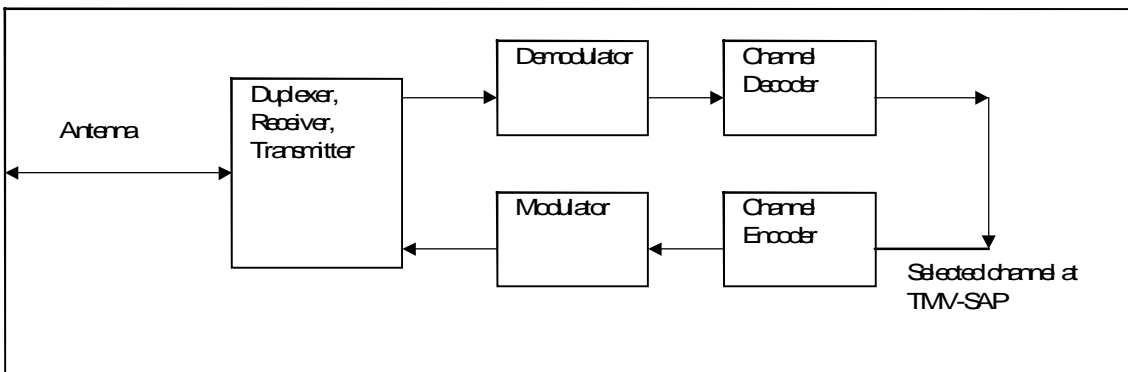 Antenna
Duplexer,
Receiver,
Transmitter
Demodulator
Channel
Decoder
Modulator
Channel
Encoder
Selected channel at
TMV-SAP